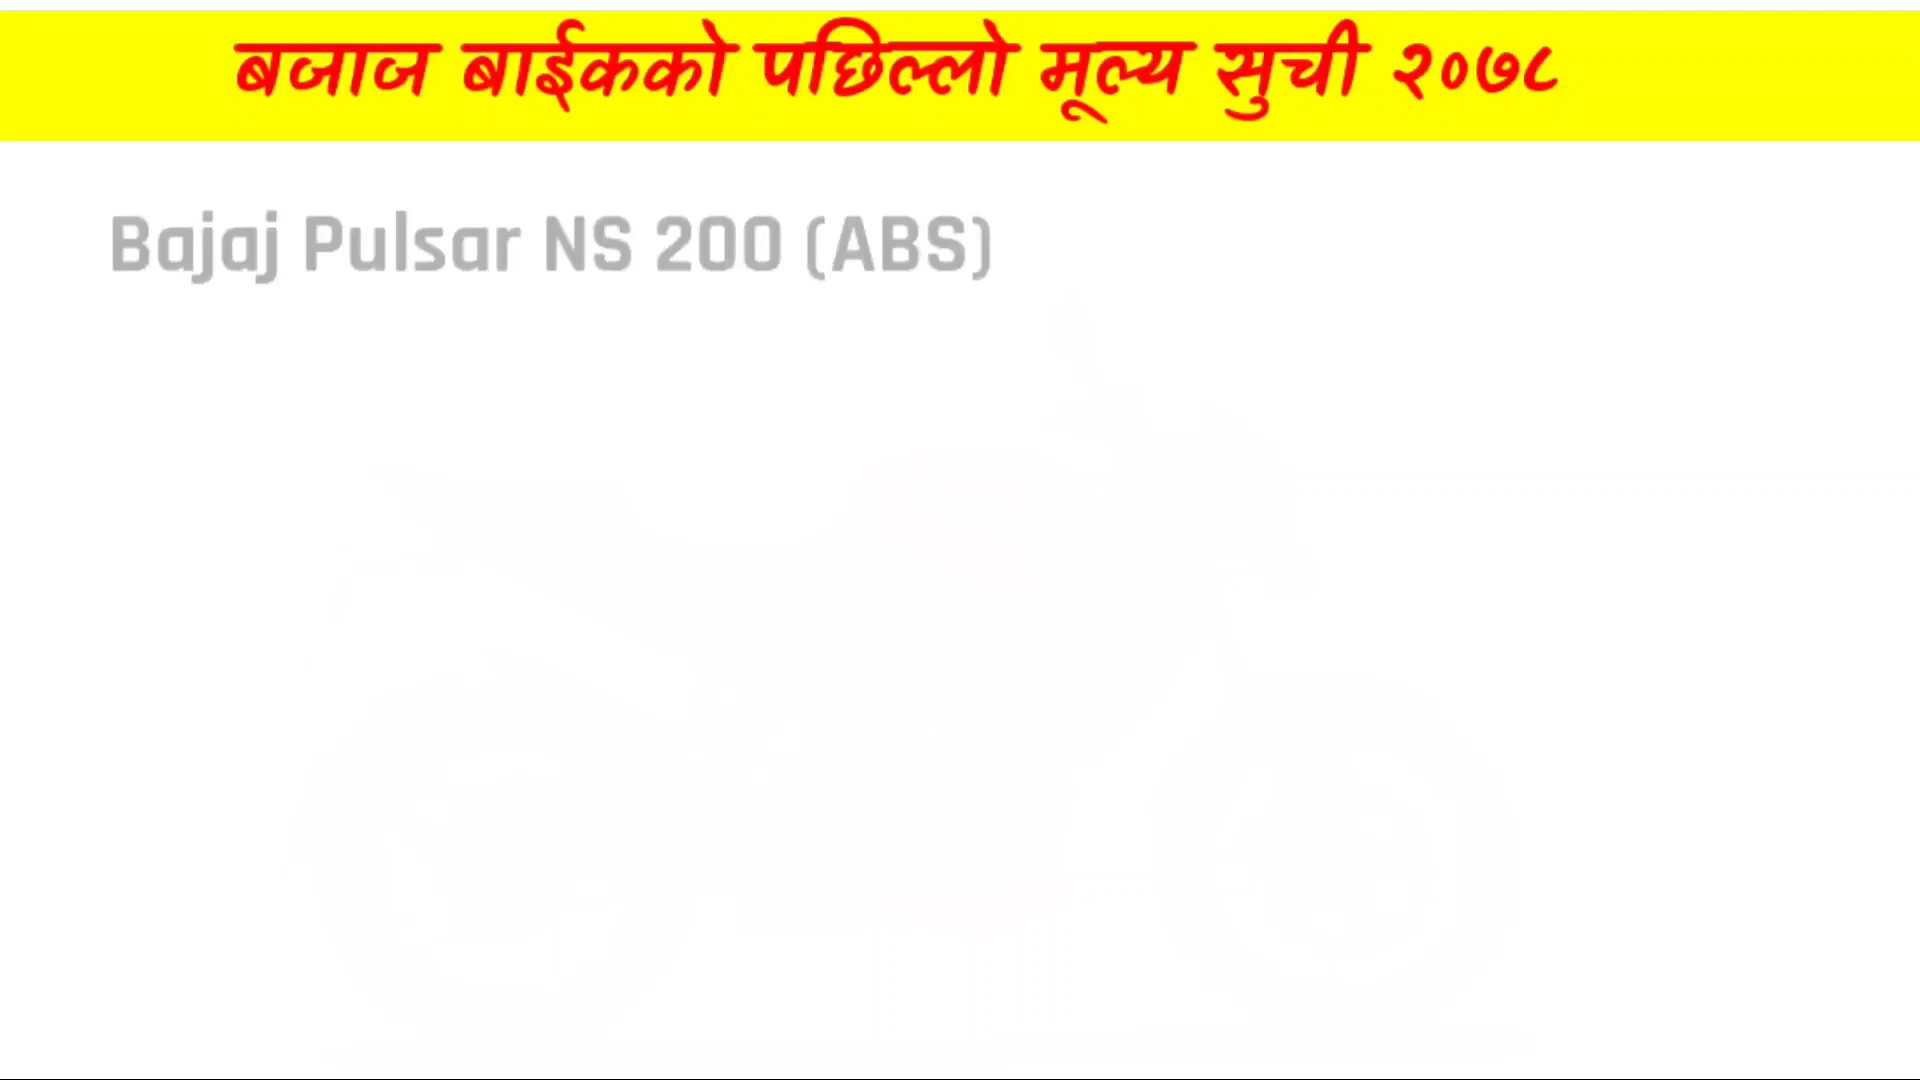 बजाज बाईकको पछिल्लो मूल्य सुची २०७८
Bajaj Pulsar NS 200 (ABS)